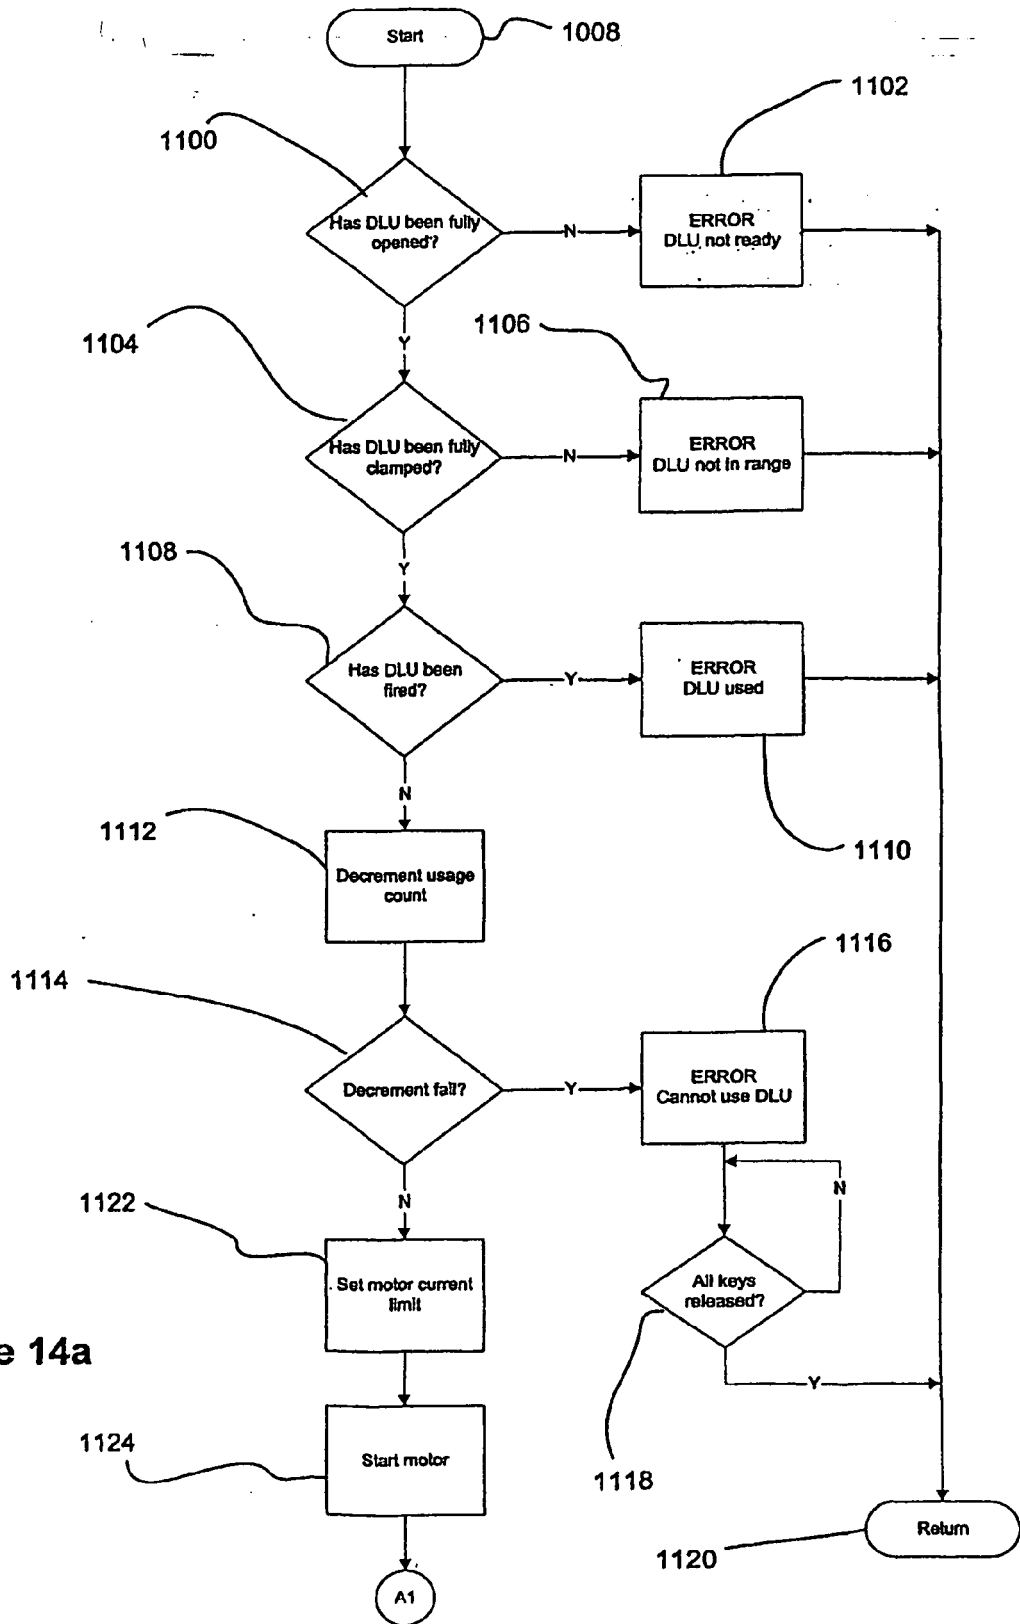 Start
1008
1102
1100
Has DLU been fully
opened?
N
ERROR
DLU not ready
Y
1106
1104
Has DLU been fully
clamped?
N
ERROR
DLU not in range
Y
1108
Has DLU been
fired?
Y
ERROR
DLU used
N
1110
1112
Decrement usage
count
1116
1114
Decrement fail?
Y
ERROR
Cannot use DLU
N
N
1122
Set motor current
limit
All keys
released?
e 14a
Y
1124
Start motor
1118
Return
1120
A1